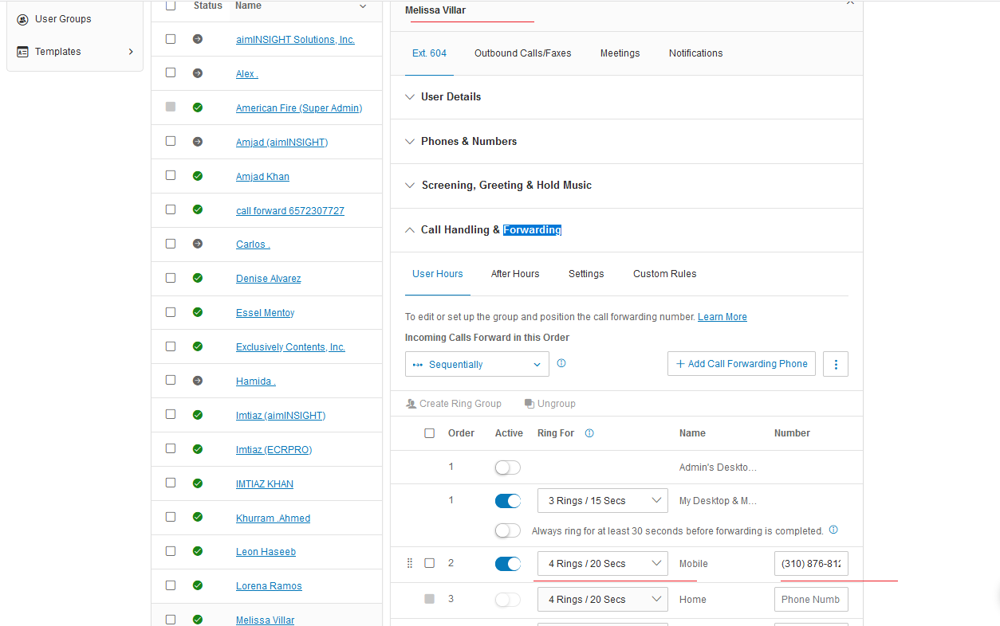 User Groups
Templates
Status Name
aimINSIGHT Solutions, Inc.
Alex .
American Fire (Super Admin)
Amjad (aimINSIGHT)
Amjad Khan
call forward 6572307727
Carlos .
Denise Alvarez
Essel Mentoy
Exclusively Contents, Inc.
Hamida .
Imtiaz (aimINSIGHT)
Imtiaz (ECRPRO)
IMTIAZ KHAN
Khurram .Ahmed
Leon Haseeb
Lorena Ramos
Melissa Villar
Melissa Villar
Ext. 604 Outbound Calls/Faxes Meetings Notifications
User Details
Phones & Numbers
Screening, Greeting & Hold Music
Call Handling & Forwarding
User Hours After Hours Settings Custom Rules
To edit or set up the group and position the call forwarding number. Learn More
Incoming Calls Forward in this Order
Sequentially + Add Call Forwarding Phone
Create Ring Group Ungroup
Order Active Ring For Name Number
1 Admin's Deskto...
1 3 Rings / 15 Secs My Desktop & M...
Always ring for at least 30 seconds before forwarding is completed.
2 4 Rings / 20 Secs Mobile (310) 876-812
3 4 Rings / 20 Secs Home Phone Numb